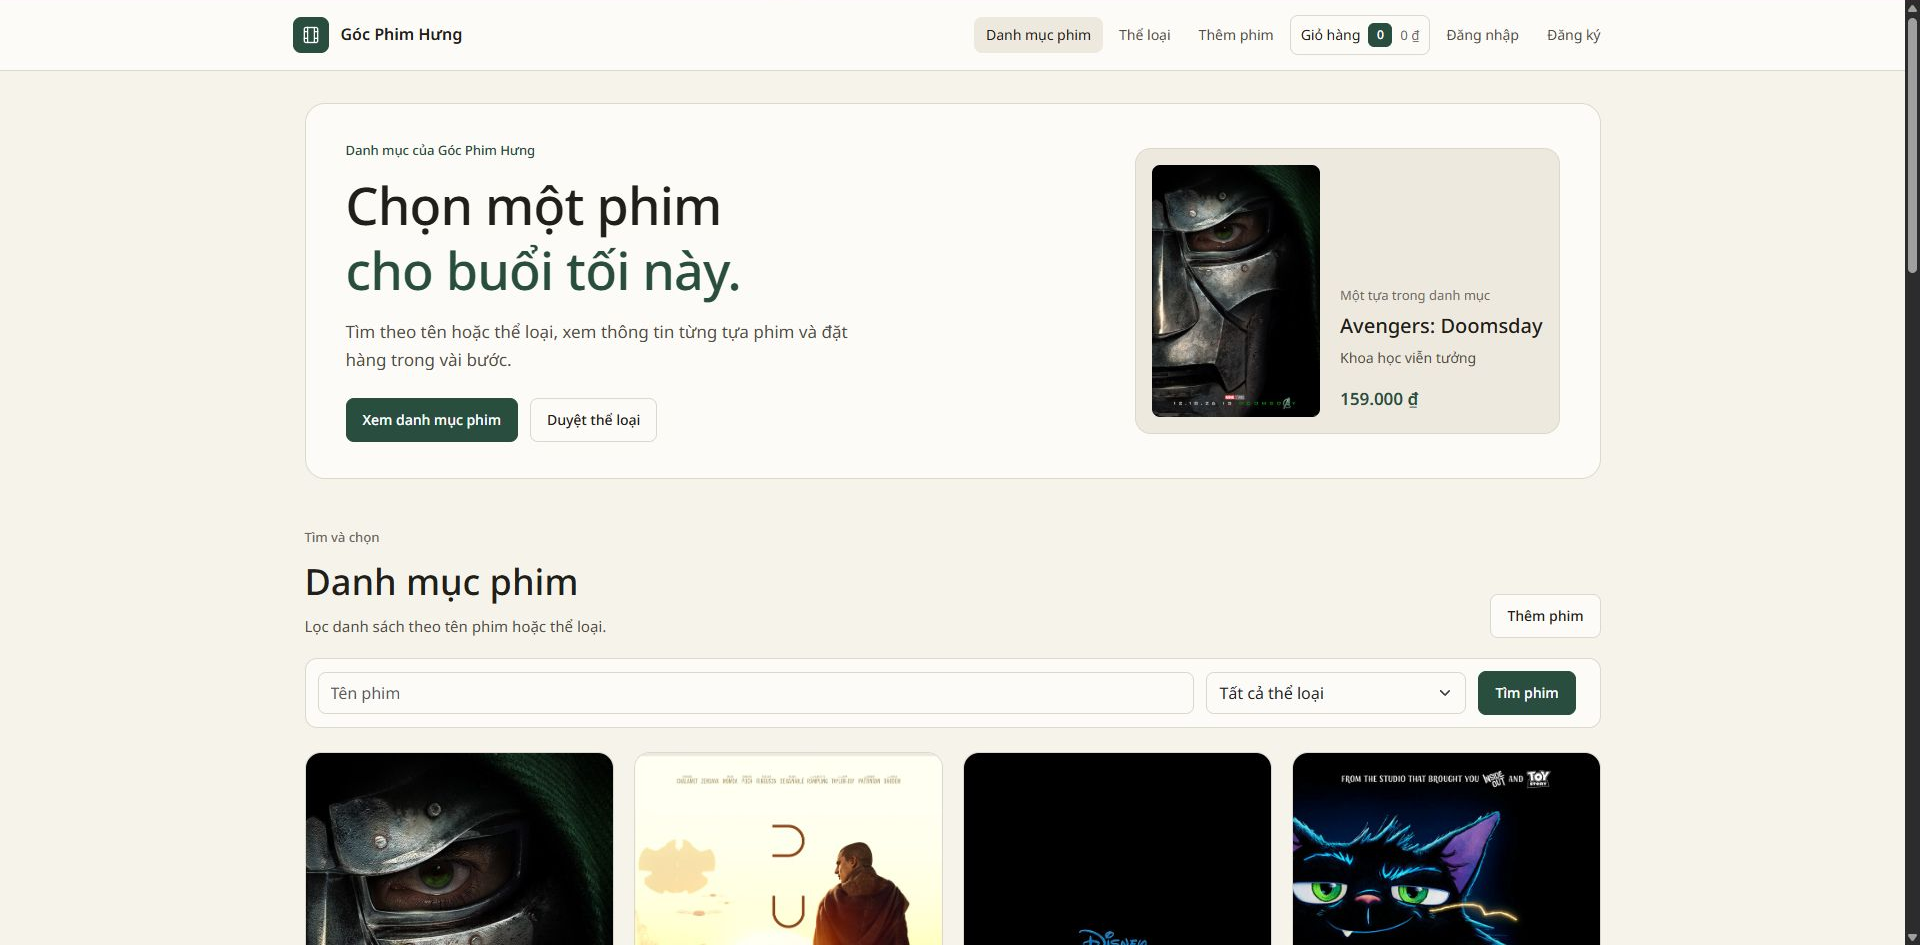 Góc Phim Hưng
Danh mục phim
Thể loại
Thêm phim
Giỏ hàng 0 0 ₫
Đăng nhập
Đăng ký
Danh mục của Góc Phim Hưng
Chọn một phim
cho buổi tối này.
Tìm theo tên hoặc thể loại, xem thông tin từng tựa phim và đặt
hàng trong vài bước.
Xem danh mục phim
Duyệt thể loại
Một tựa trong danh mục
Avengers: Doomsday
Khoa học viễn tưởng
159.000 ₫
Tìm và chọn
Danh mục phim
Lọc danh sách theo tên phim hoặc thể loại.
Thêm phim
Tên phim
Tất cả thể loại
Tìm phim
FROM THE STUDIO THAT BROUGHT YOU INSIDE OUT AND TOY STORY
DISNEY